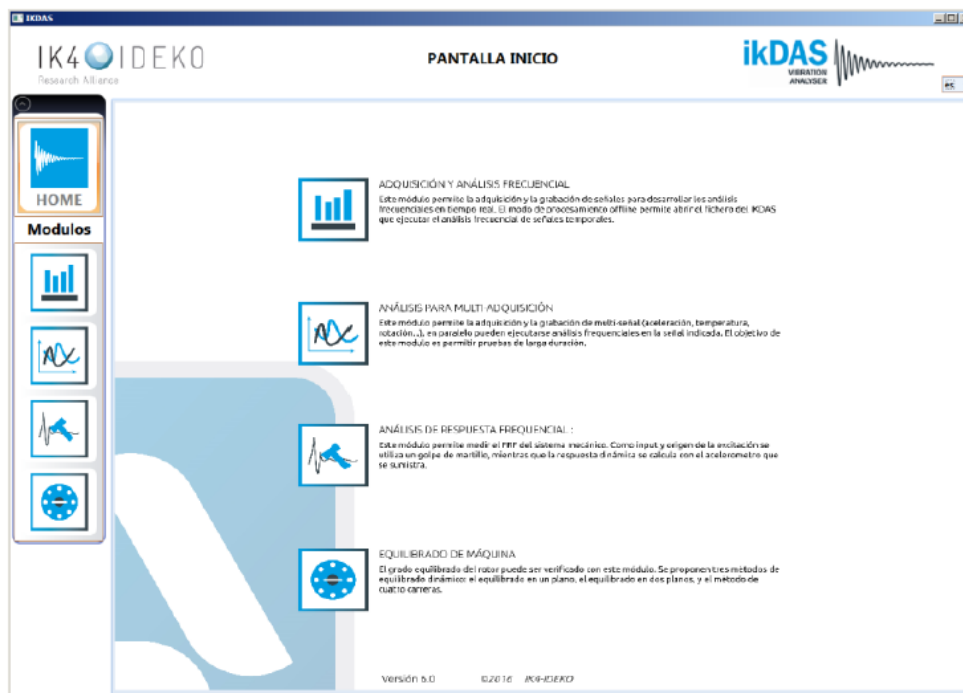 IKDAS
IK4 IDEKO
Research Alliance
PANTALLA INICIO
ikDAS
VIBRATION
ANALYSER
es
HOME
Modulos
ADQUISICIÓN Y ANÁLISIS FRECUENCIAL
Este módulo permite la adquisición y la grabación de señales para desarrollar los análisis
frecuenciales en tiempo real. El modo de procesamiento offline permite abrir el fichero del IKDAS
que ejecutar el análisis frecuencial de señales temporales.
ANÁLISIS PARA MULTI-ADQUISICIÓN
Este módulo permite la adquisición y la grabación de multi-señal (aceleración, temperatura,
rotación...), en paralelo pueden ejecutarse análisis frequenciales en la señal indicada. El objetivo de
este modulo es permitir pruebas de larga duración.
ANÁLISIS DE RESPUESTA FREQUENCIAL :
Este módulo permite medir el FRF del sistema mecánico. Como input y origen de la excitación se
utiliza un golpe de martillo, mientras que la respuesta dinámica se calcula con el acelerometro que
se sumistra.
EQUILIBRADO DE MÁQUINA
El grado equilibrado del rotor puede ser verificado con este módulo. Se proponen tres métodos de
equilibrado dinámico: el equilibrado en un plano, el equilibrado en dos planos, y el método de
cuatro carreras.
Versión 6.0 ©2016 IK4-IDEKO